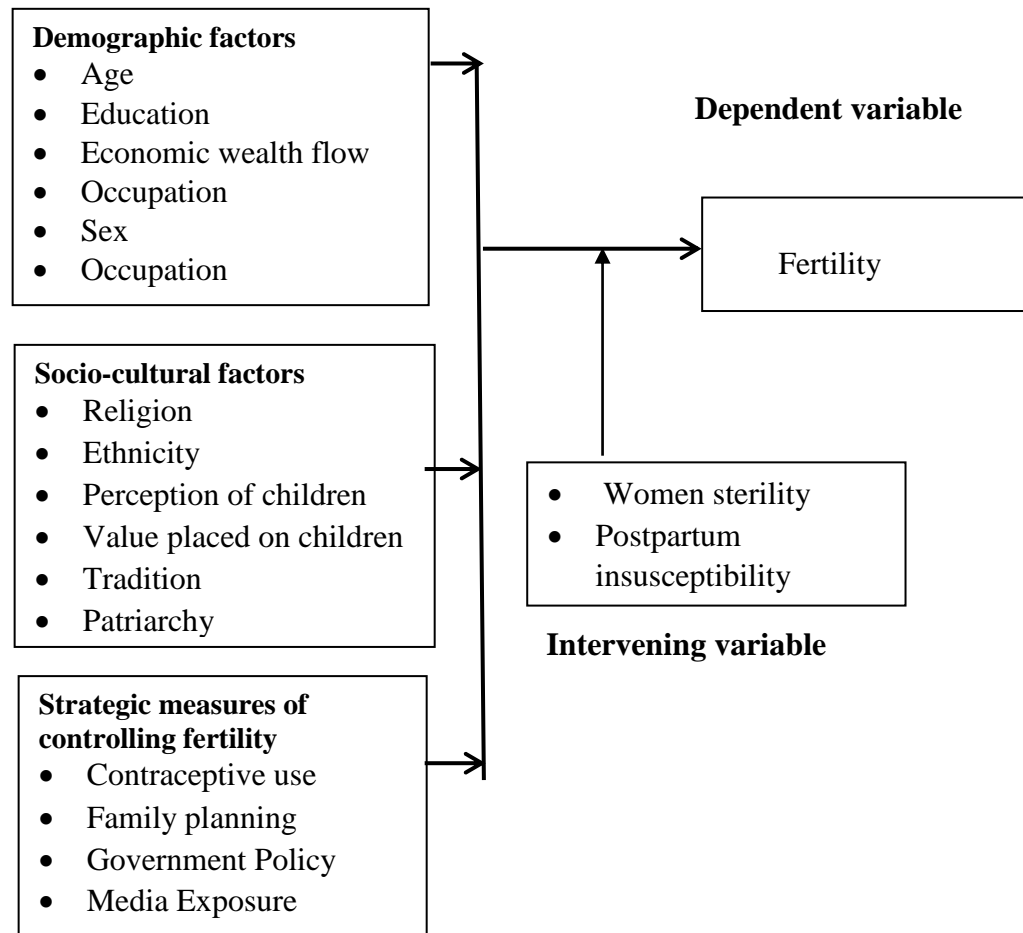 Demographic factors
• Age
• Education
• Economic wealth flow
• Occupation
• Sex
• Occupation
Dependent variable
Fertility
Socio-cultural factors
• Religion
• Ethnicity
• Perception of children
• Value placed on children
• Tradition
• Patriarchy
• Women sterility
• Postpartum
insusceptibility
Intervening variable
Strategic measures of
controlling fertility
• Contraceptive use
• Family planning
• Government Policy
• Media Exposure